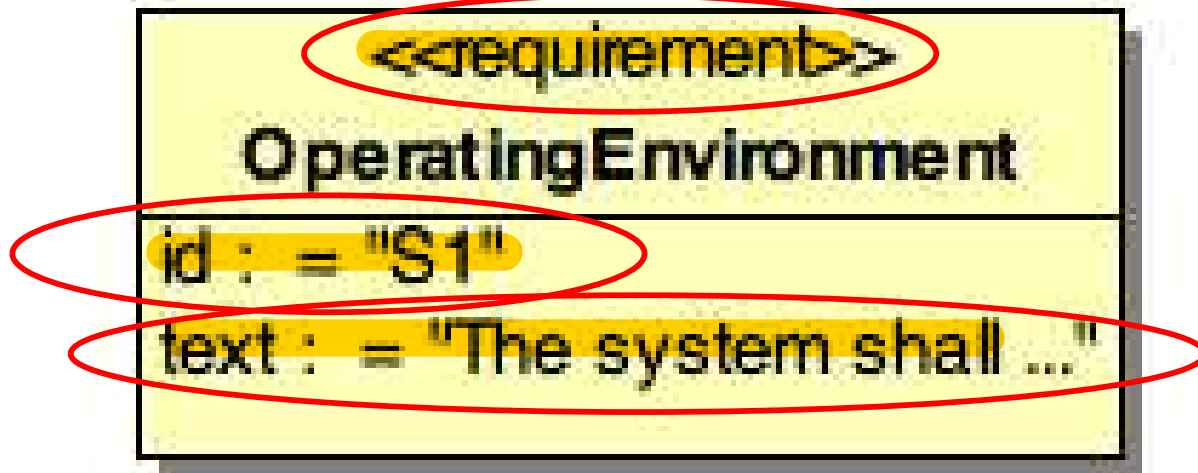 <<requirement>>
OperatingEnvironment
id : = "S1"
text : = "The system shall ..."